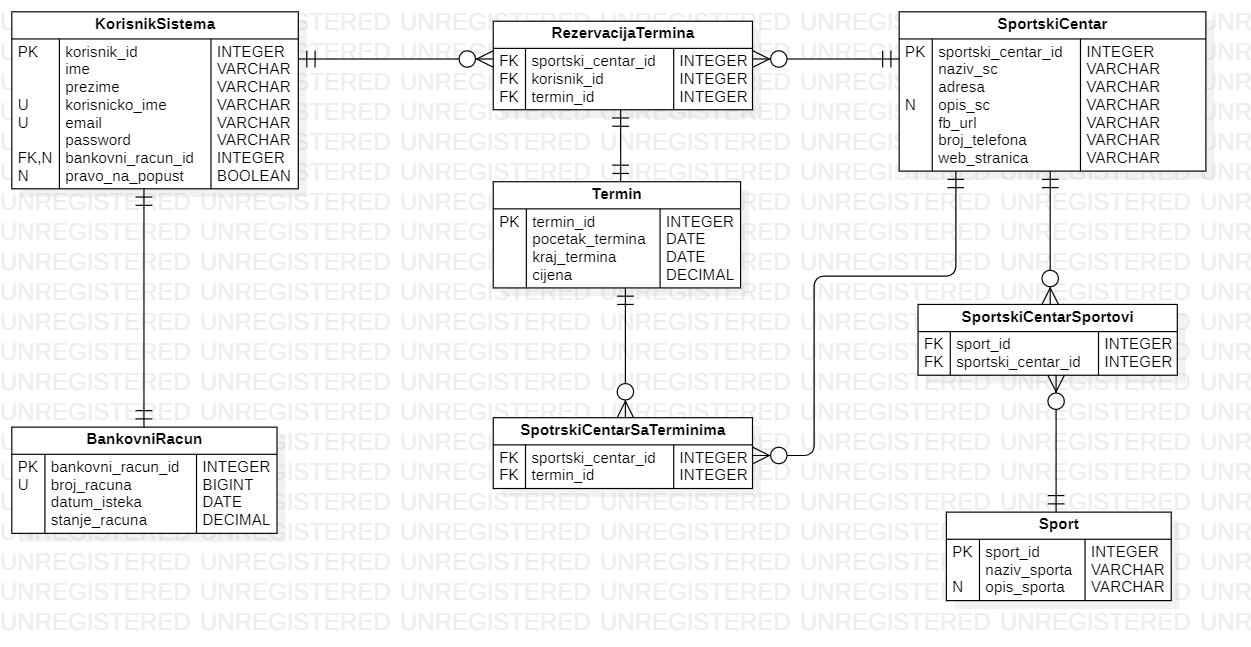 KorisnikSistema
PK korisnik_id INTEGER
ime VARCHAR
prezime VARCHAR
U korisnicko_ime VARCHAR
U email VARCHAR
password VARCHAR
FK,N bankovni_racun_id INTEGER
N pravo_na_popust BOOLEAN
RezervacijaTermina
FK sportski_centar_id INTEGER
FK korisnik_id INTEGER
FK termin_id INTEGER
SportskiCentar
PK sportski_centar_id INTEGER
naziv_sc VARCHAR
adresa VARCHAR
N opis_sc VARCHAR
fb_url VARCHAR
broj_telefona VARCHAR
web_stranica VARCHAR
Termin
PK termin_id INTEGER
pocetak_termina DATE
kraj_termina DATE
cijena DECIMAL
SportskiCentarSportovi
FK sport_id INTEGER
FK sportski_centar_id INTEGER
BankovniRacun
PK bankovni_racun_id INTEGER
U broj_racuna BIGINT
datum_isteka DATE
stanje_racuna DECIMAL
SpotrskiCentarSaTerminima
FK sportski_centar_id INTEGER
FK termin_id INTEGER
Sport
PK sport_id INTEGER
naziv_sporta VARCHAR
N opis_sporta VARCHAR
UNREGISTERED UNREGISTERED UNREGISTERED UNREGISTERED UNREGISTERED UNREGISTERED UNR